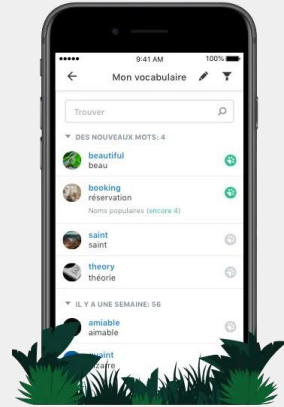 9:41 AM
100%
Mon vocabulaire
Trouver
DES NOUVEAUX MOTS: 4
beautiful
beau
booking
réservation
Noms populaires (encore 4)
saint
saint
theory
théorie
IL Y A UNE SEMAINE: 56
amiable
aimable